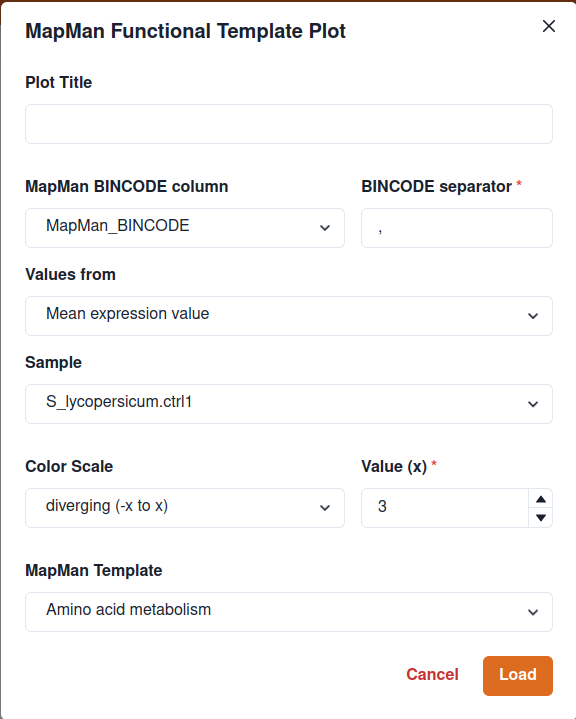 MapMan Functional Template Plot
Plot Title
MapMan BINCODE column
BINCODE separator *
MapMan_BINCODE
,
Values from
Mean expression value
Sample
S_lycopersicum.ctrl1
Color Scale
Value (x) *
diverging (-x to x)
3
MapMan Template
Amino acid metabolism
Cancel
Load